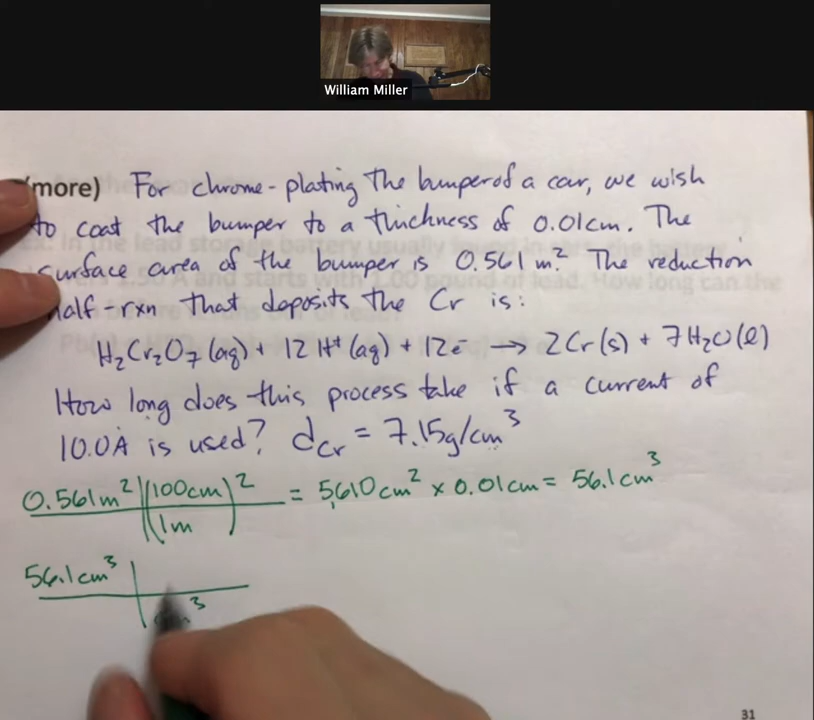 William Miller
(more) For chrome-plating the bumper of a car, we wish
to coat the bumper to a thickness of 0.01cm. The
surface area of the bumper is 0.561 m². The reduction
half-rxn that deposits the Cr is:
H₂Cr₂O₇(aq) + 12H⁺(aq) + 12e⁻ → 2Cr(s) + 7H₂O(l)
How long does this process take if a current of
10.0A is used? dCr = 7.15g/cm³
0.561m² | (100cm)² = 5,610cm² × 0.01cm = 56.1cm³
(1m)
56.1cm³
cm³
31